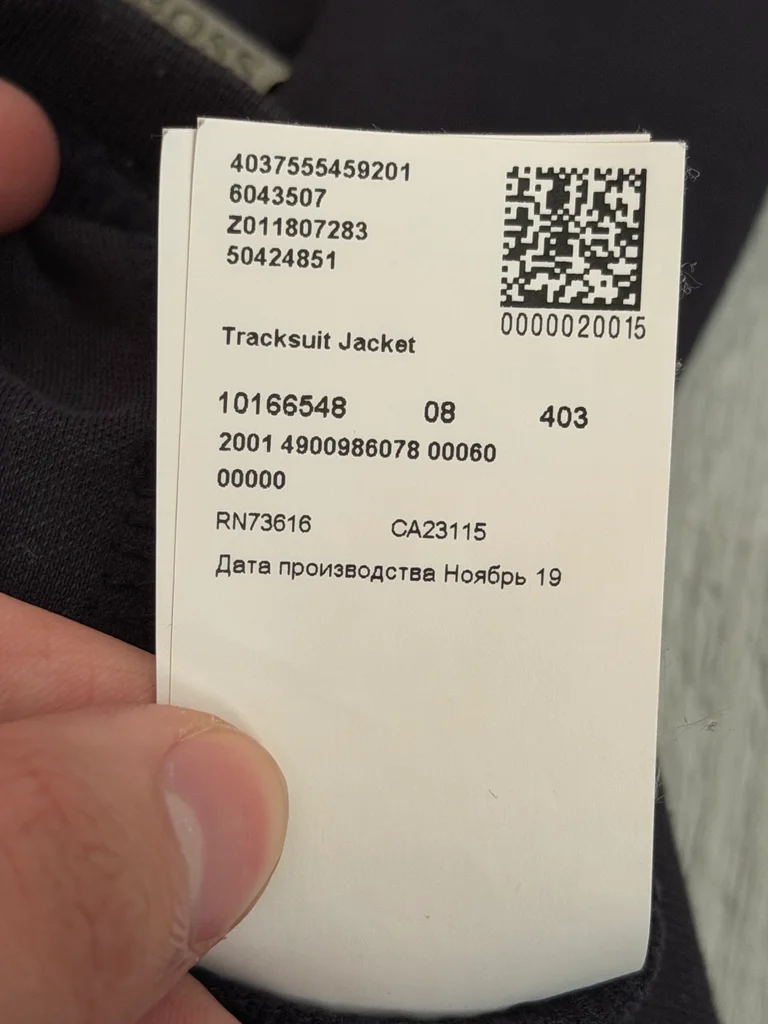 BOSS
4037555459201
6043507
Z011807283
50424851
0000020015
Tracksuit Jacket
10166548 08 403
2001 4900986078 00060
00000
RN73616 CA23115
Дата производства Ноябрь 19